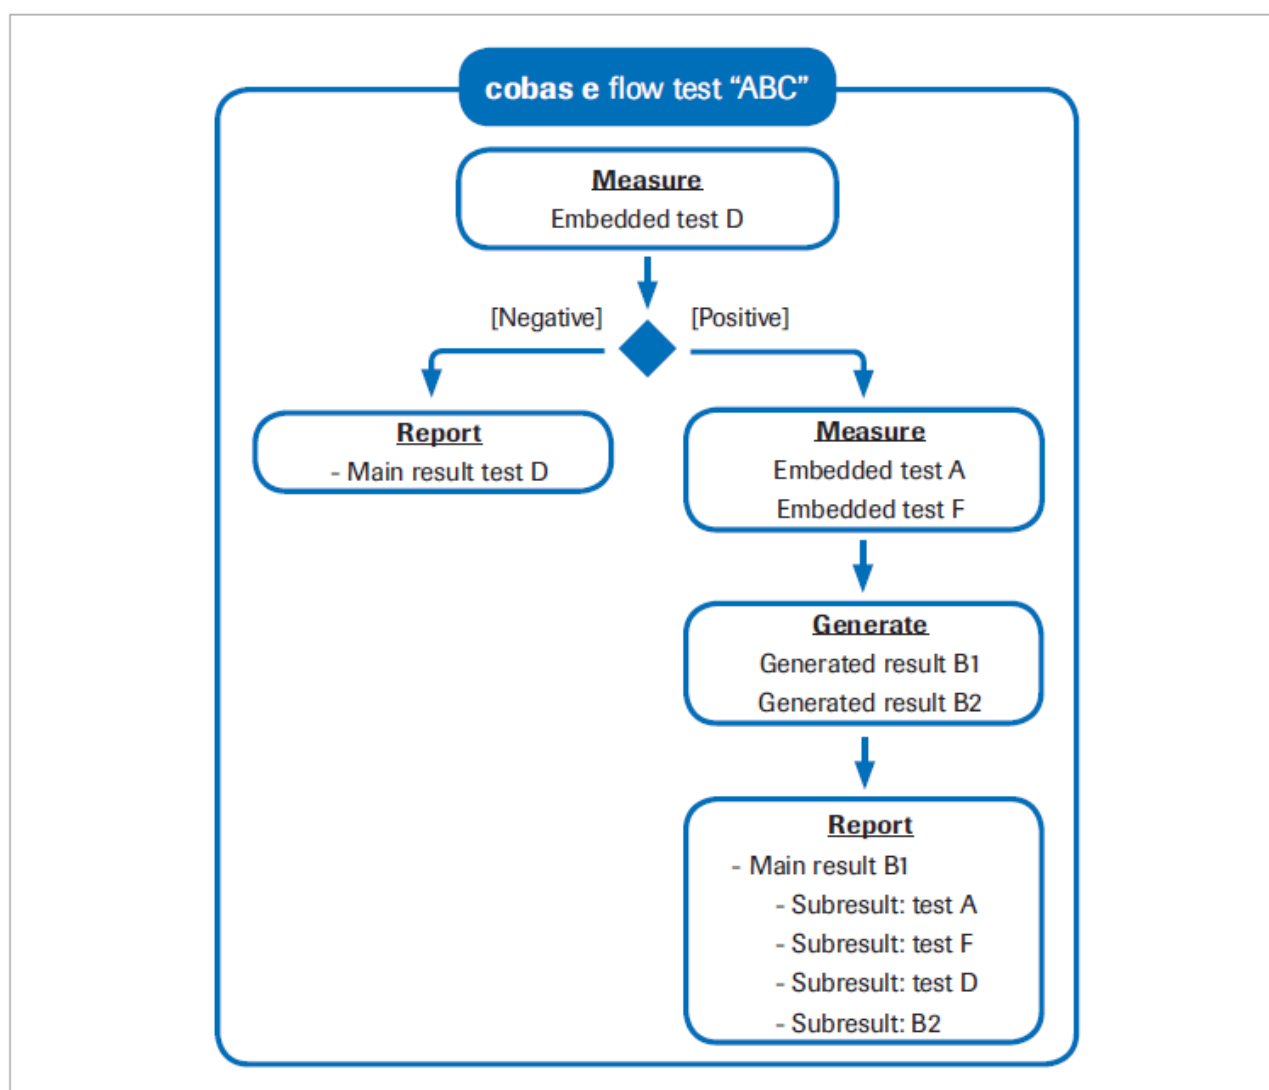 cobas e flow test “ABC”
Measure
Embedded test D
[Negative]
[Positive]
Report
- Main result test D
Measure
Embedded test A
Embedded test F
Generate
Generated result B1
Generated result B2
Report
- Main result B1
- Subresult: test A
- Subresult: test F
- Subresult: test D
- Subresult: B2